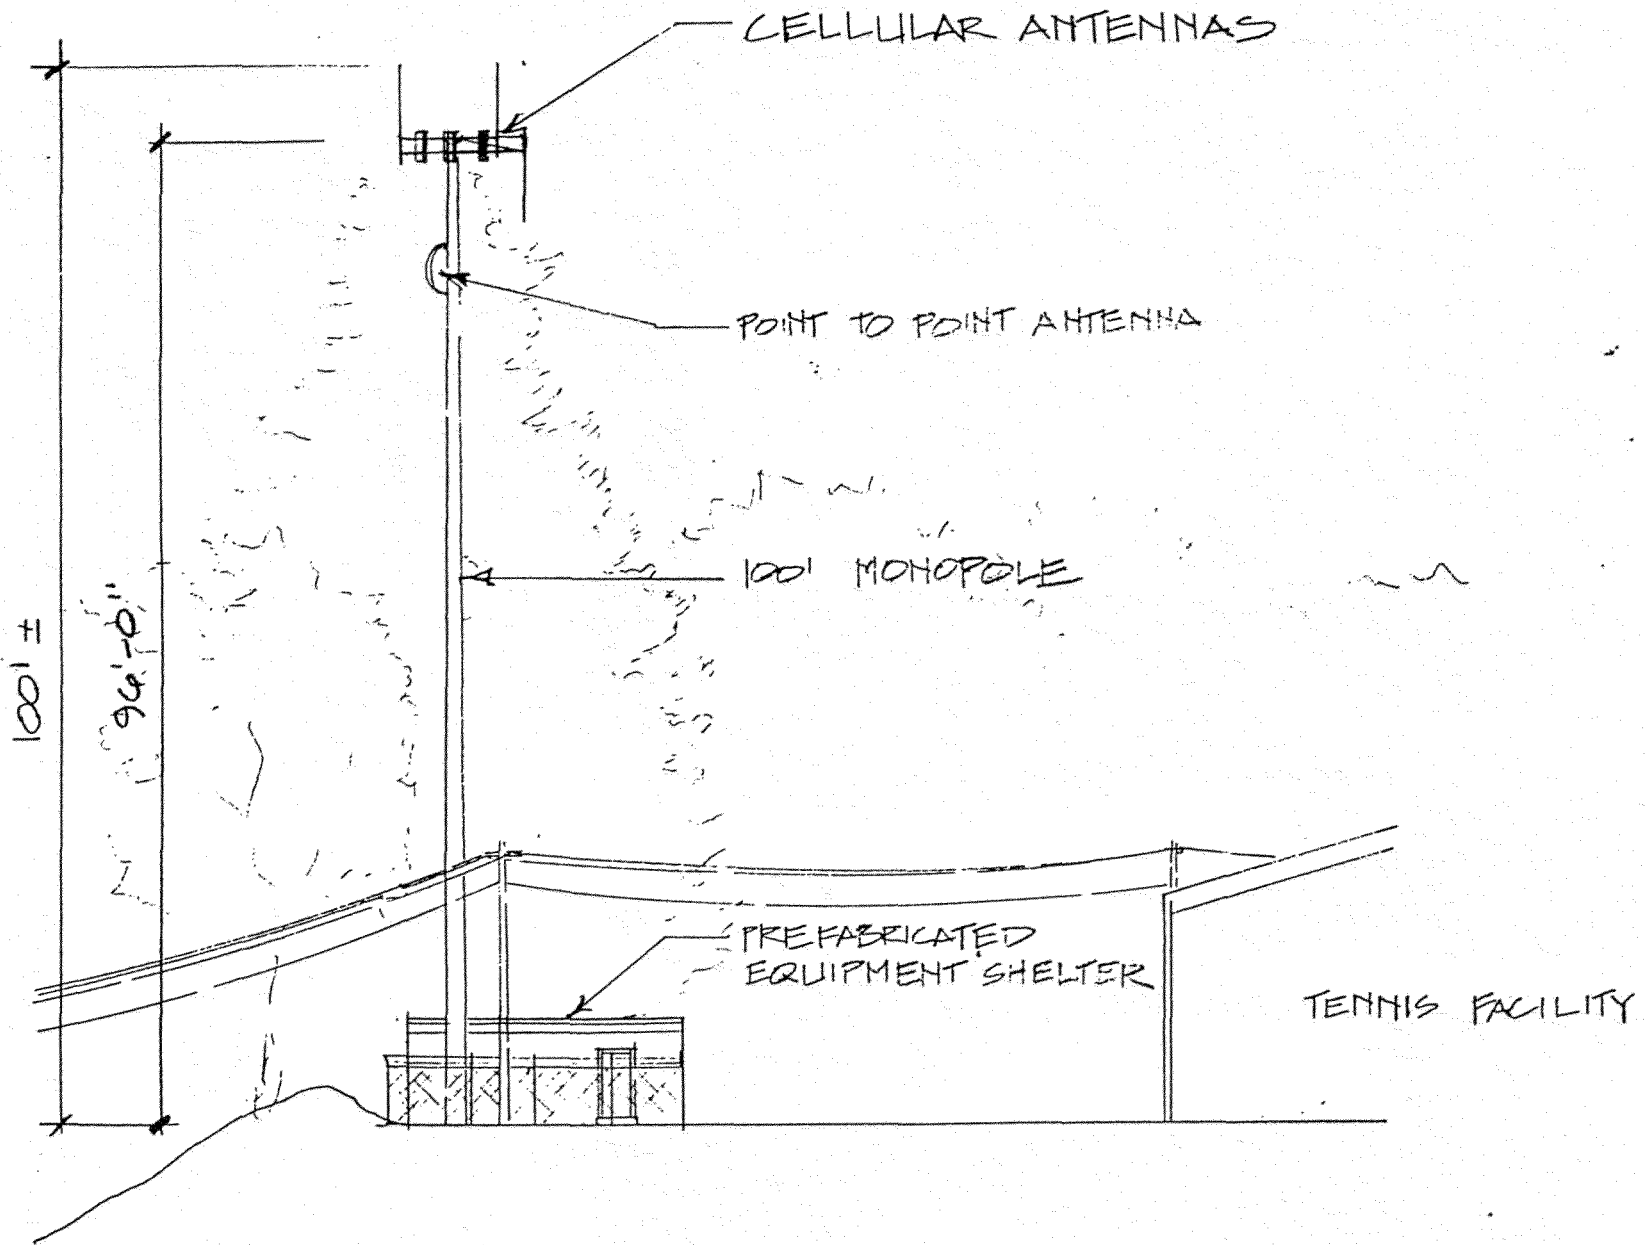 CELLULAR ANTENNAS
POINT TO POINT ANTENNA
100' MONOPOLE
100' ±
96'-0"
PREFABRICATED
EQUIPMENT SHELTER
TENNIS FACILITY